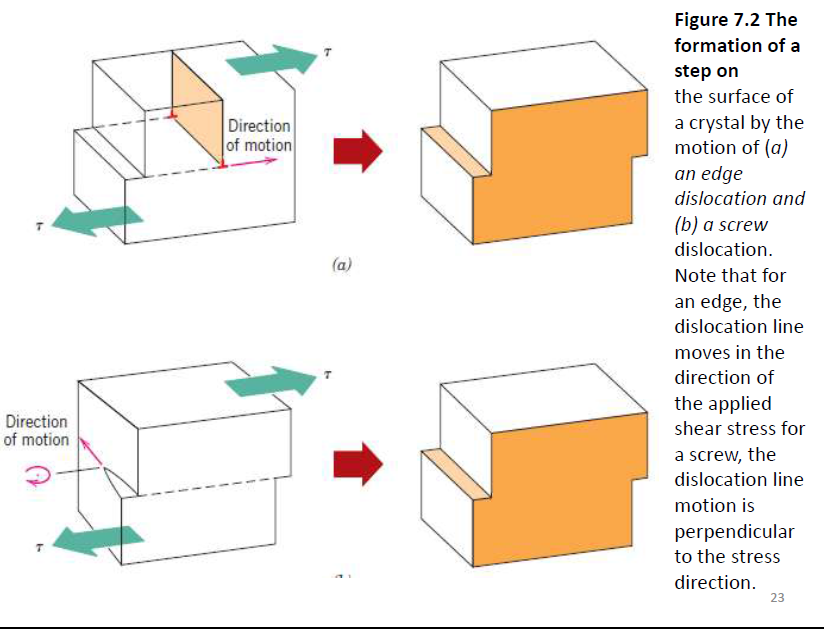 τ
Direction
of motion
τ
(a)
τ
Direction
of motion
τ
Figure 7.2 The
formation of a
step on
the surface of
a crystal by the
motion of (a)
an edge
dislocation and
(b) a screw
dislocation.
Note that for
an edge, the
dislocation line
moves in the
direction of
the applied
shear stress for
a screw, the
dislocation line
motion is
perpendicular
to the stress
direction.
23